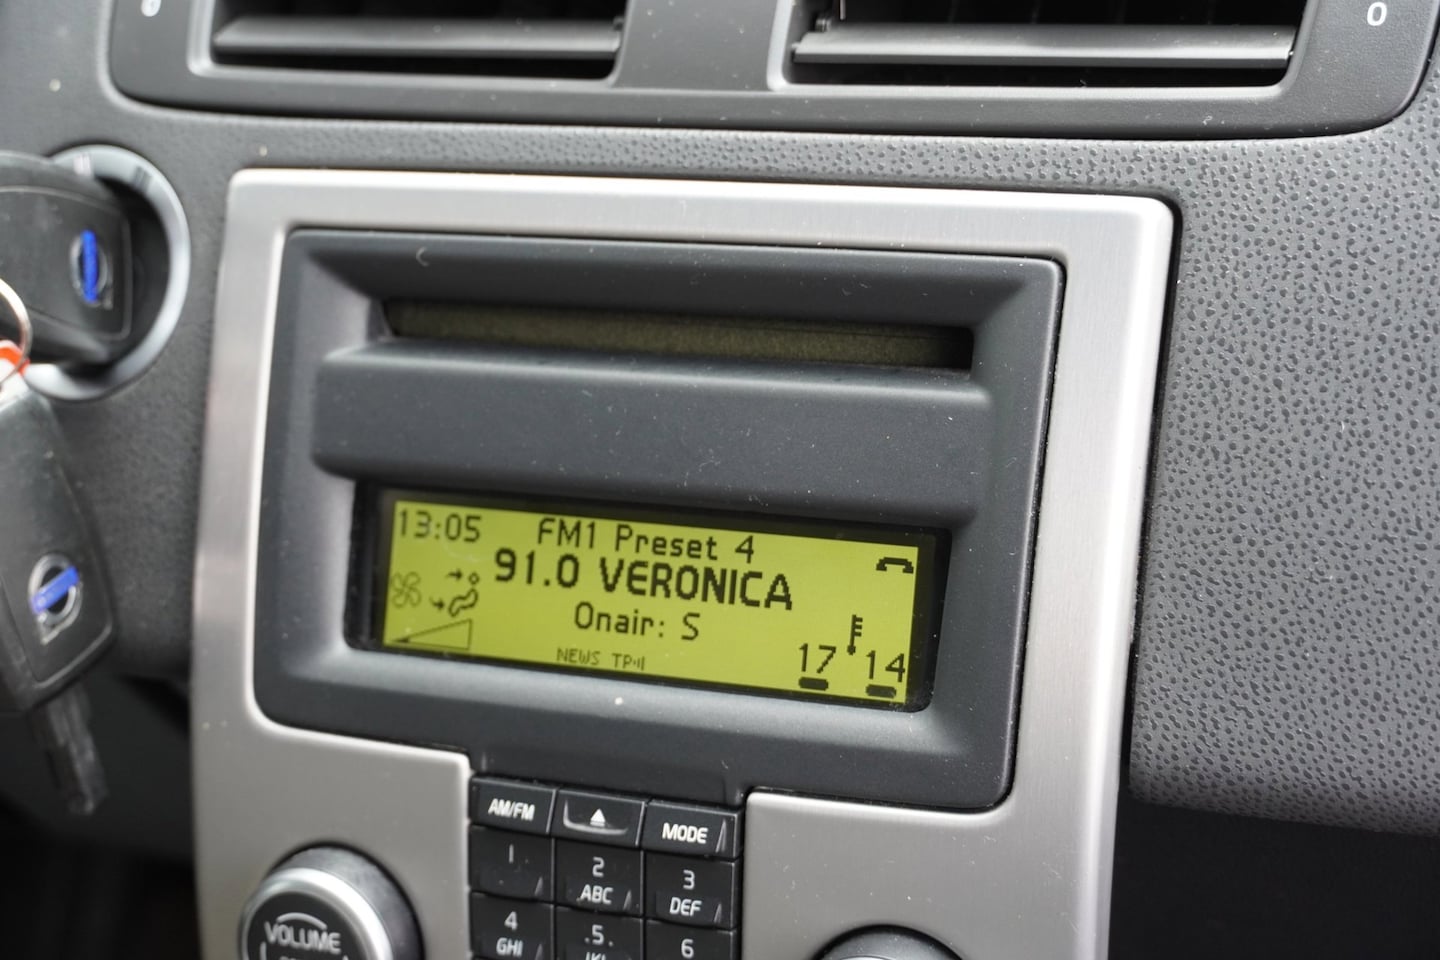 0
13:05
FM1 Preset 4
91.0 VERONICA
Onair: S
NEWS TP
17 14
AM/FM
MODE
1
2
ABC
3
DEF
4
GHI
.5.
6
VOLUME